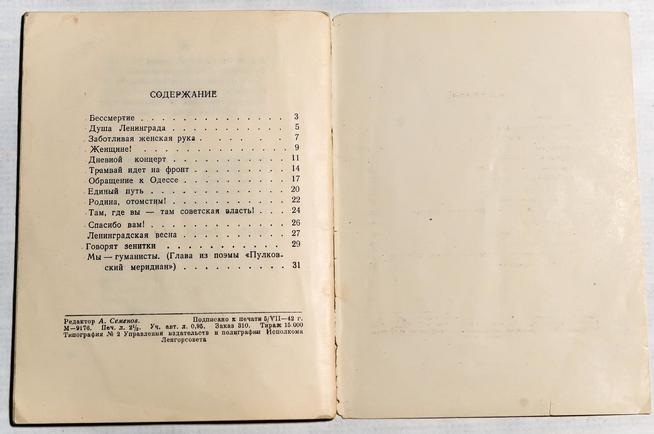 СОДЕРЖАНИЕ
Бессмертие . . . . . . . . . . . . . . . 3
Душа Ленинграда . . . . . . . . . . . . 5
Заботливая женская рука . . . . . 7
Женщине! . . . . . . . . . . . . . . . 9
Дневной концерт . . . . . . . . . . . . 11
Трамвай идет на фронт . . . . . . . . . 14
Обращение к Одессе . . . . . . . . . . . 17
Единый путь . . . . . . . . . . . . . . 20
Родина, отомстим! . . . . . . . . . . . 22
Там, где вы — там советская власть! . . . 24
Спасибо вам! . . . . . . . . . . . . . . 26
Ленинградская весна . . . . . . . . . . 27
Говорят зенитки . . . . . . . . . . . 29
Мы — гуманисты. (Глава из поэмы «Пулков-
ский меридиан») . . . . . . . . . . 31
Редактор А. Семенов. Подписано к печати 5/VII—42 г.
М—9176. Печ. л. 2⅛. Уч. авт. л. 0,95. Заказ 310. Тираж 15.000
Типография № 2 Управления издательств и полиграфии Исполкома
Ленгорсовета